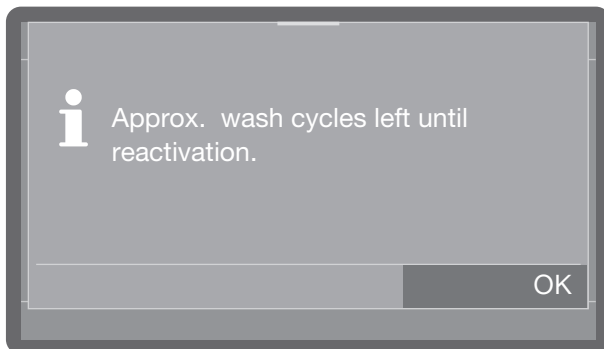 Approx.  wash cycles left until
reactivation.
OK